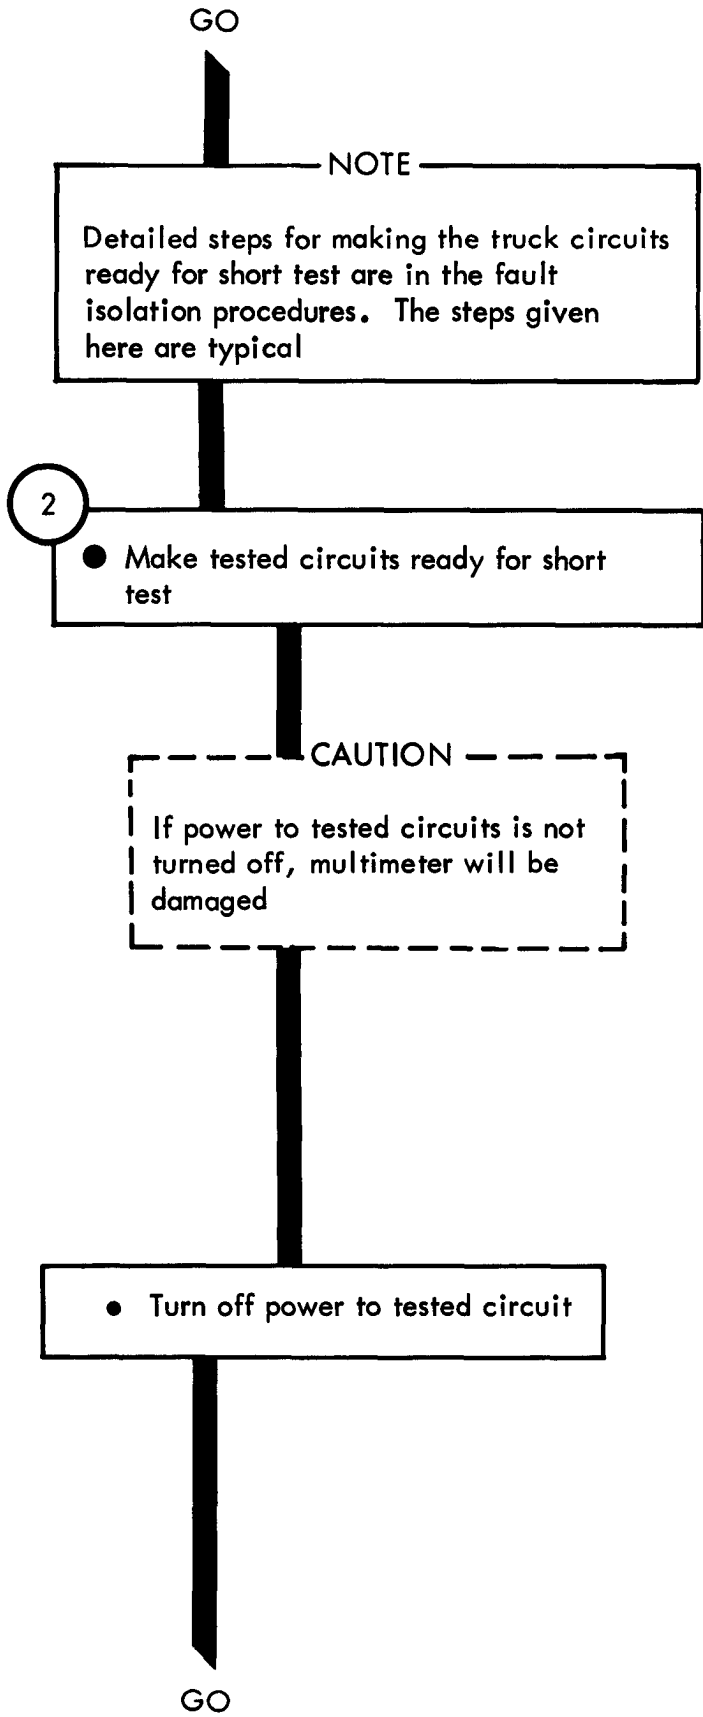 GO
NOTE
Detailed steps for making the truck circuits
ready for short test are in the fault
isolation procedures. The steps given
here are typical
2
● Make tested circuits ready for short
test
CAUTION
If power to tested circuits is not
turned off, multimeter will be
damaged
● Turn off power to tested circuit
GO